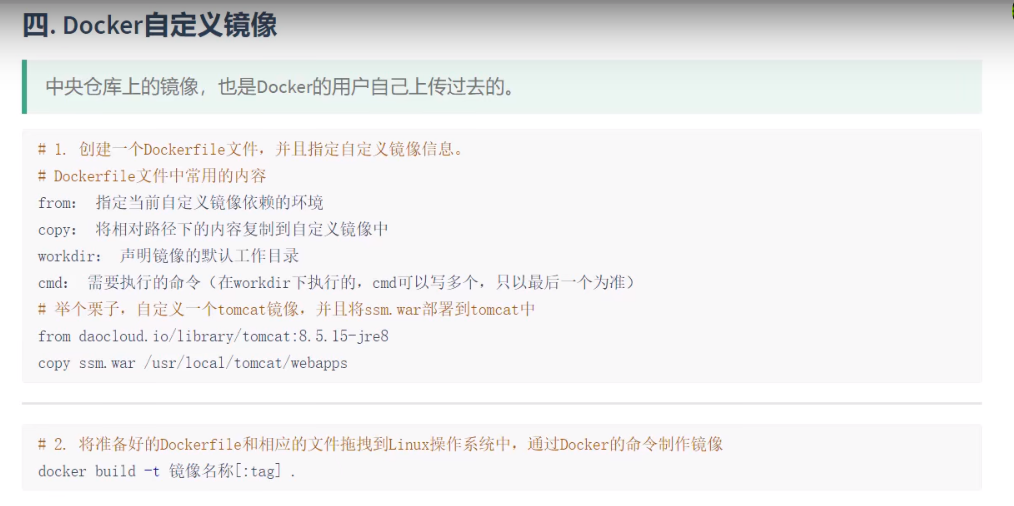 四. Docker自定义镜像
中央仓库上的镜像，也是Docker的用户自己上传过去的。
# 1. 创建一个Dockerfile文件，并且指定自定义镜像信息。
# Dockerfile文件中常用的内容
from： 指定当前自定义镜像依赖的环境
copy： 将相对路径下的内容复制到自定义镜像中
workdir： 声明镜像的默认工作目录
cmd： 需要执行的命令（在workdir下执行的，cmd可以写多个，只以最后一个为准）
# 举个栗子，自定义一个tomcat镜像，并且将ssm.war部署到tomcat中
from daocloud.io/library/tomcat:8.5.15-jre8
copy ssm.war /usr/local/tomcat/webapps
# 2. 将准备好的Dockerfile和相应的文件拖拽到Linux操作系统中，通过Docker的命令制作镜像
docker build -t 镜像名称[:tag] .